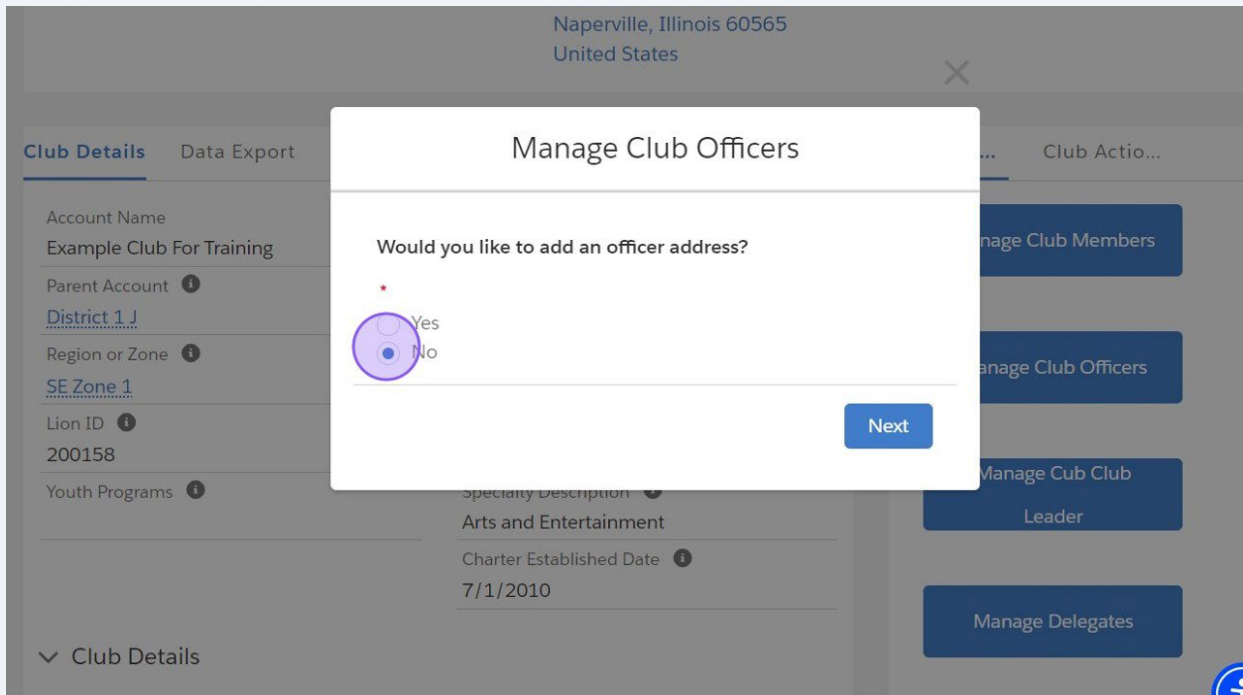 Naperville, Illinois 60565
United States
Manage Club Officers
Club Details
Data Export
...
Club Actio...
Account Name
Example Club For Training
Parent Account
District 1 J
Region or Zone
SE Zone 1
Lion ID
200158
Youth Programs
Would you like to add an officer address?
*
Yes
No
Next
Specialty Description
Arts and Entertainment
Charter Established Date
7/1/2010
nage Club Members
anage Club Officers
Manage Cub Club
Leader
Manage Delegates
Club Details